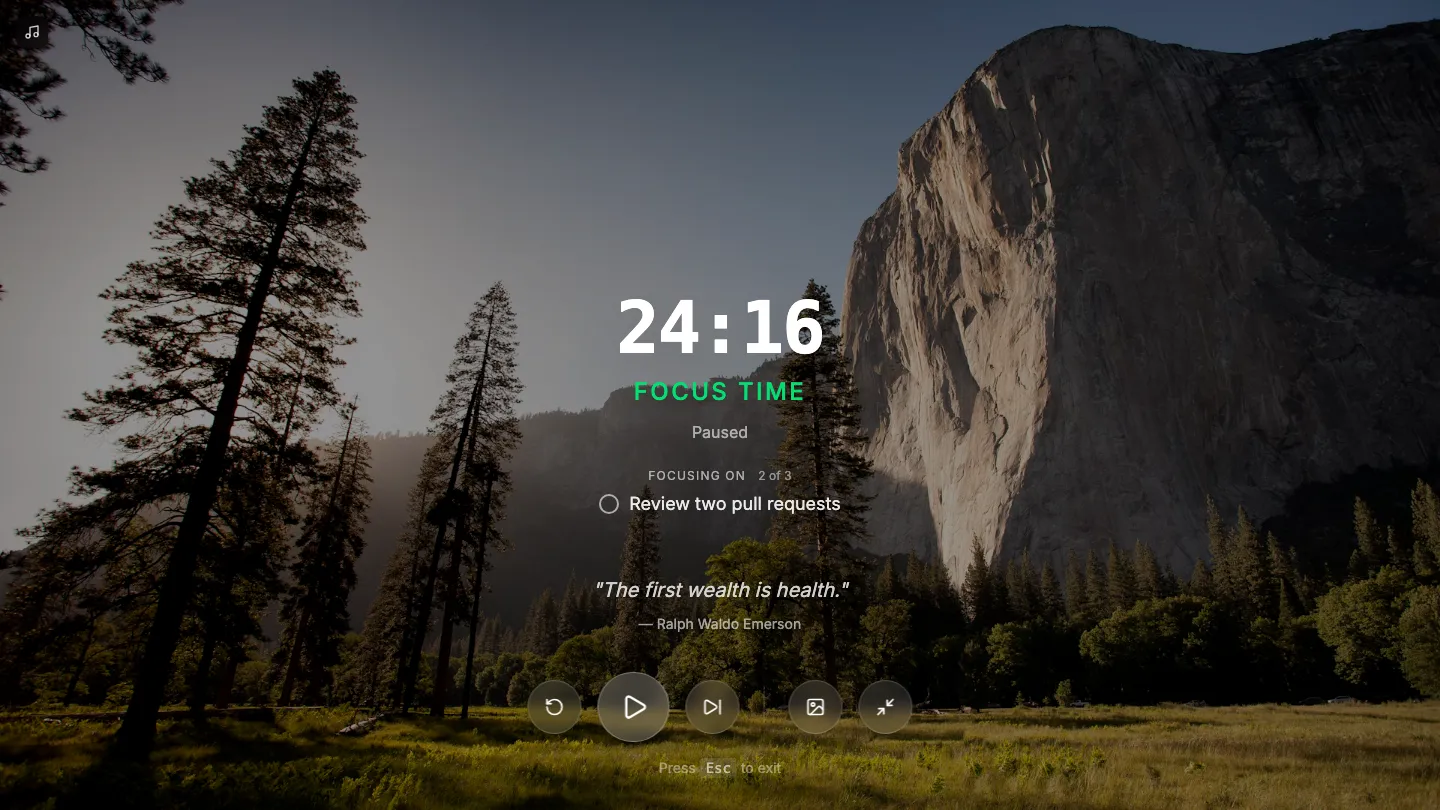 24:16
FOCUS TIME
Paused
FOCUSING ON 2 of 3
Review two pull requests
"The first wealth is health."
— Ralph Waldo Emerson
Press Esc to exit